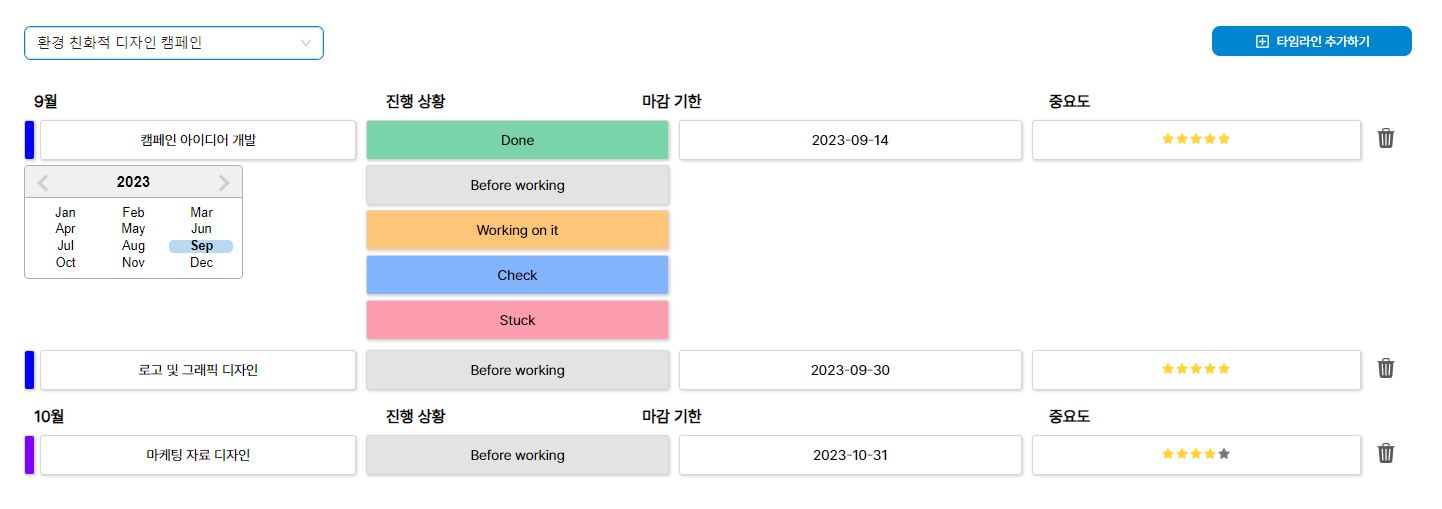 환경 친화적 디자인 캠페인
타임라인 추가하기
9월 진행 상황 마감 기한 중요도
캠페인 아이디어 개발 Done 2023-09-14
2023
Jan Feb Mar
Apr May Jun
Jul Aug Sep
Oct Nov Dec
Before working
Working on it
Check
Stuck
로고 및 그래픽 디자인 Before working 2023-09-30
10월 진행 상황 마감 기한 중요도
마케팅 자료 디자인 Before working 2023-10-31